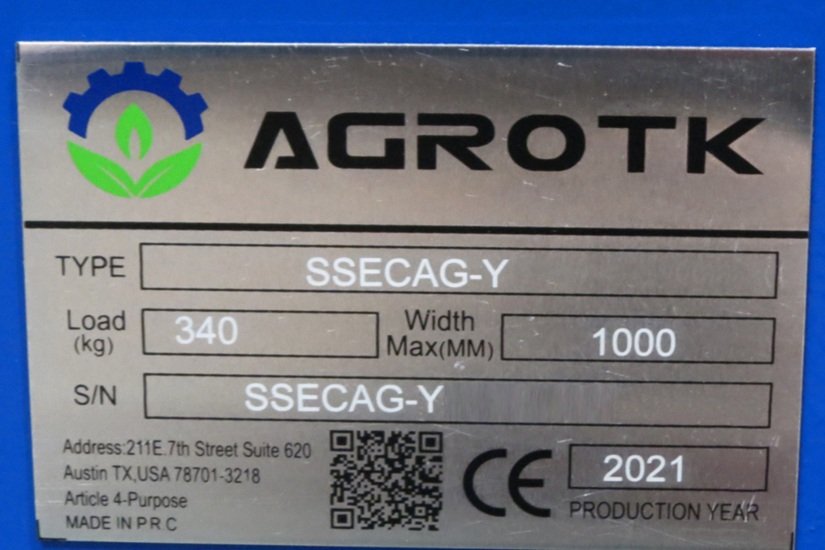 AGROTK
TYPE SSECAG-Y
Load (kg) 340 Width Max(MM) 1000
S/N SSECAG-Y
Address:211E.7th Street Suite 620
Austin TX,USA 78701-3218
Article 4-Purpose
MADE IN P.R.C
CE 2021
PRODUCTION YEAR